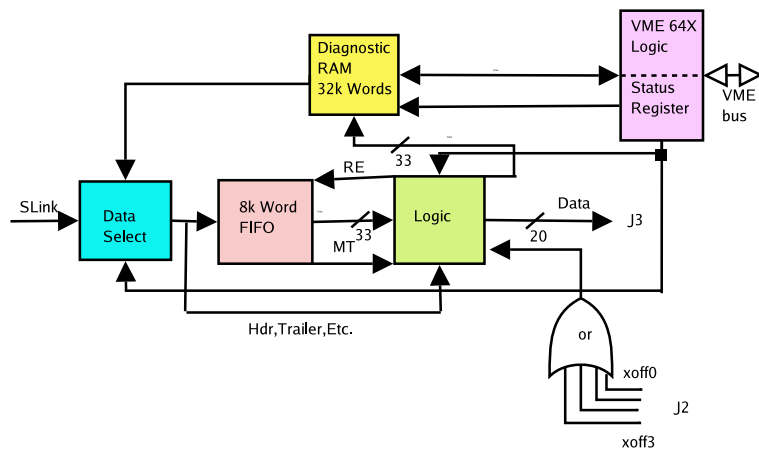 Diagnostic
RAM
32k Words
VME 64X
Logic
Status
Register
VME
bus
33
SLink
Data
Select
RE
8k Word
FIFO
33
MT
Logic
Data
20
J3
Hdr,Trailer,Etc.
or
xoff0
J2
xoff3